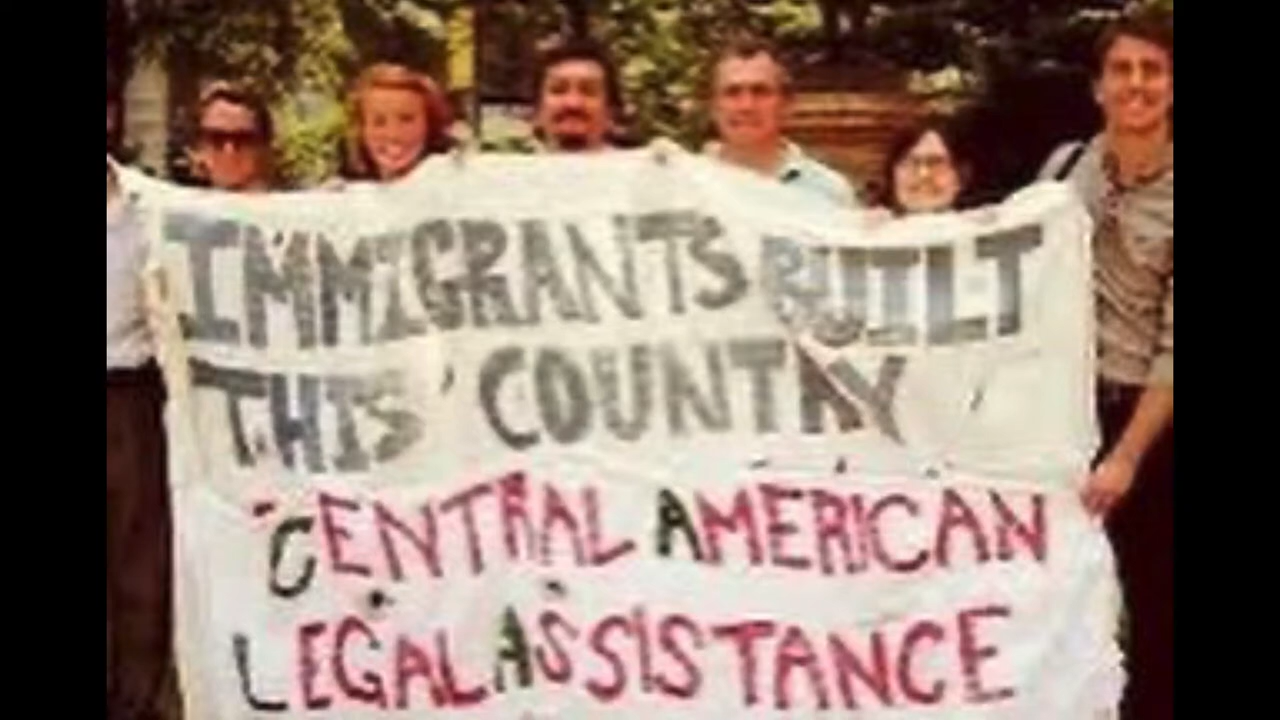 IMMIGRANTS BUILT
THIS COUNTRY
CENTRAL AMERICAN
LEGAL ASSISTANCE